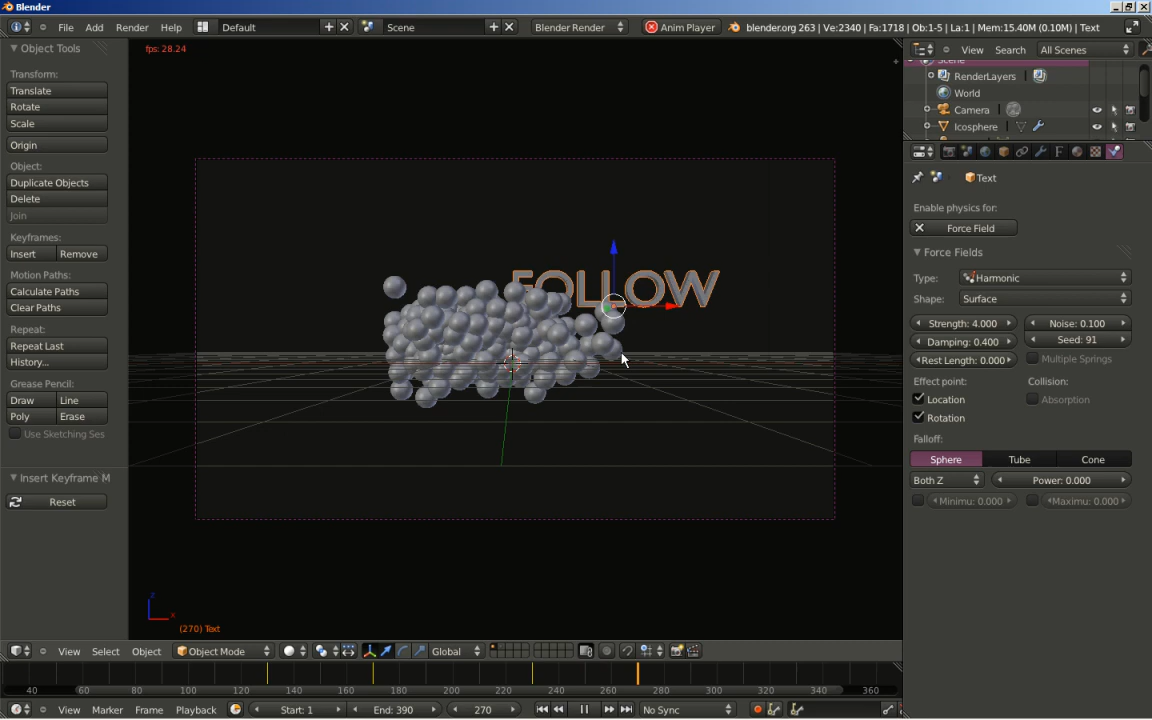 Blender
File Add Render Help Default Scene Blender Render Anim Player blender.org 263 | Ve:2340 | Fa:1718 | Ob:1-5 | La:1 | Mem:15.40M (0.10M) | Text
Object Tools
Transform:
Translate
Rotate
Scale
Origin
Object:
Duplicate Objects
Delete
Join
Keyframes:
Insert Remove
Motion Paths:
Calculate Paths
Clear Paths
Repeat:
Repeat Last
History...
Grease Pencil:
Draw Line
Poly Erase
Use Sketching Ses
Insert Keyframe M
Reset
fps: 28.24
FOLLOW
z
x
(270) Text
View Search All Scenes
Scene
RenderLayers
World
Camera
Icosphere
Text
Enable physics for:
Force Field
Force Fields
Type: Harmonic
Shape: Surface
Strength: 4.000 Noise: 0.100
Damping: 0.400 Seed: 91
Rest Length: 0.000 Multiple Springs
Effect point: Collision:
Location Absorption
Rotation
Falloff:
Sphere Tube Cone
Both Z Power: 0.000
Minimu: 0.000 Maximu: 0.000
View Select Object Object Mode Global
40 60 80 100 120 140 160 180 200 220 240 260 280 300 320 340 360
View Marker Frame Playback Start: 1 End: 390 270 No Sync